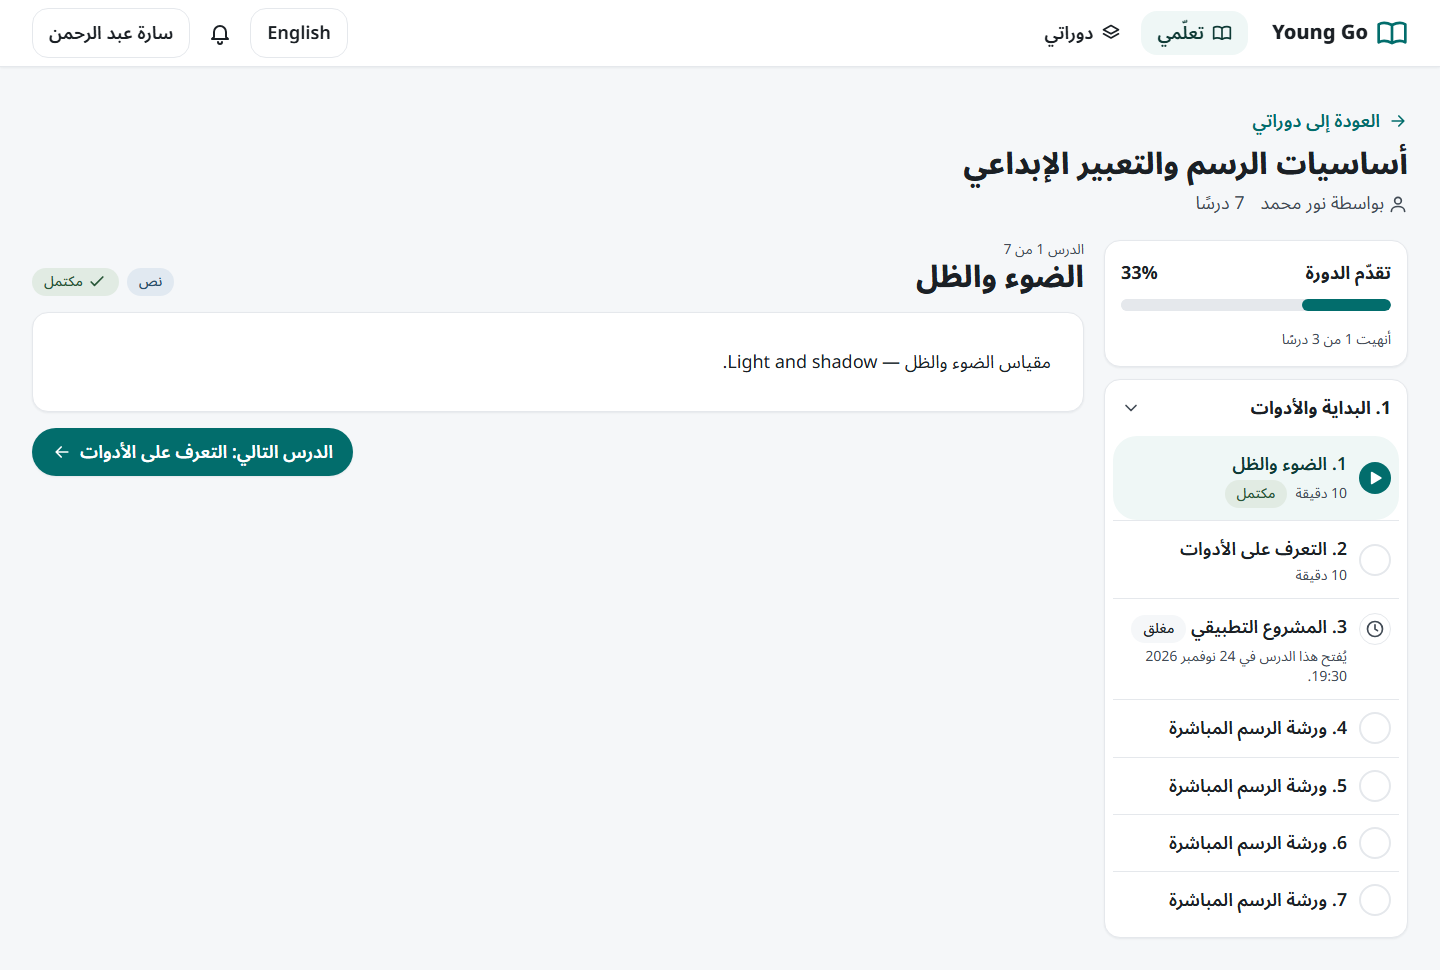 Young Go
تعلّمي
دوراتي
English
سارة عبد الرحمن
العودة إلى دوراتي
أساسيات الرسم والتعبير الإبداعي
بواسطة نور محمد 7 درسًا
تقدّم الدورة 33%
أنهيت 1 من 3 درسًا
1. البداية والأدوات
1. الضوء والظل
10 دقيقة مكتمل
2. التعرف على الأدوات
10 دقيقة
3. المشروع التطبيقي مغلق
يُفتح هذا الدرس في 24 نوفمبر 2026
19:30.
4. ورشة الرسم المباشرة
5. ورشة الرسم المباشرة
6. ورشة الرسم المباشرة
7. ورشة الرسم المباشرة
الدرس 1 من 7
الضوء والظل
نص
مكتمل
مقياس الضوء والظل — Light and shadow.
الدرس التالي: التعرف على الأدوات